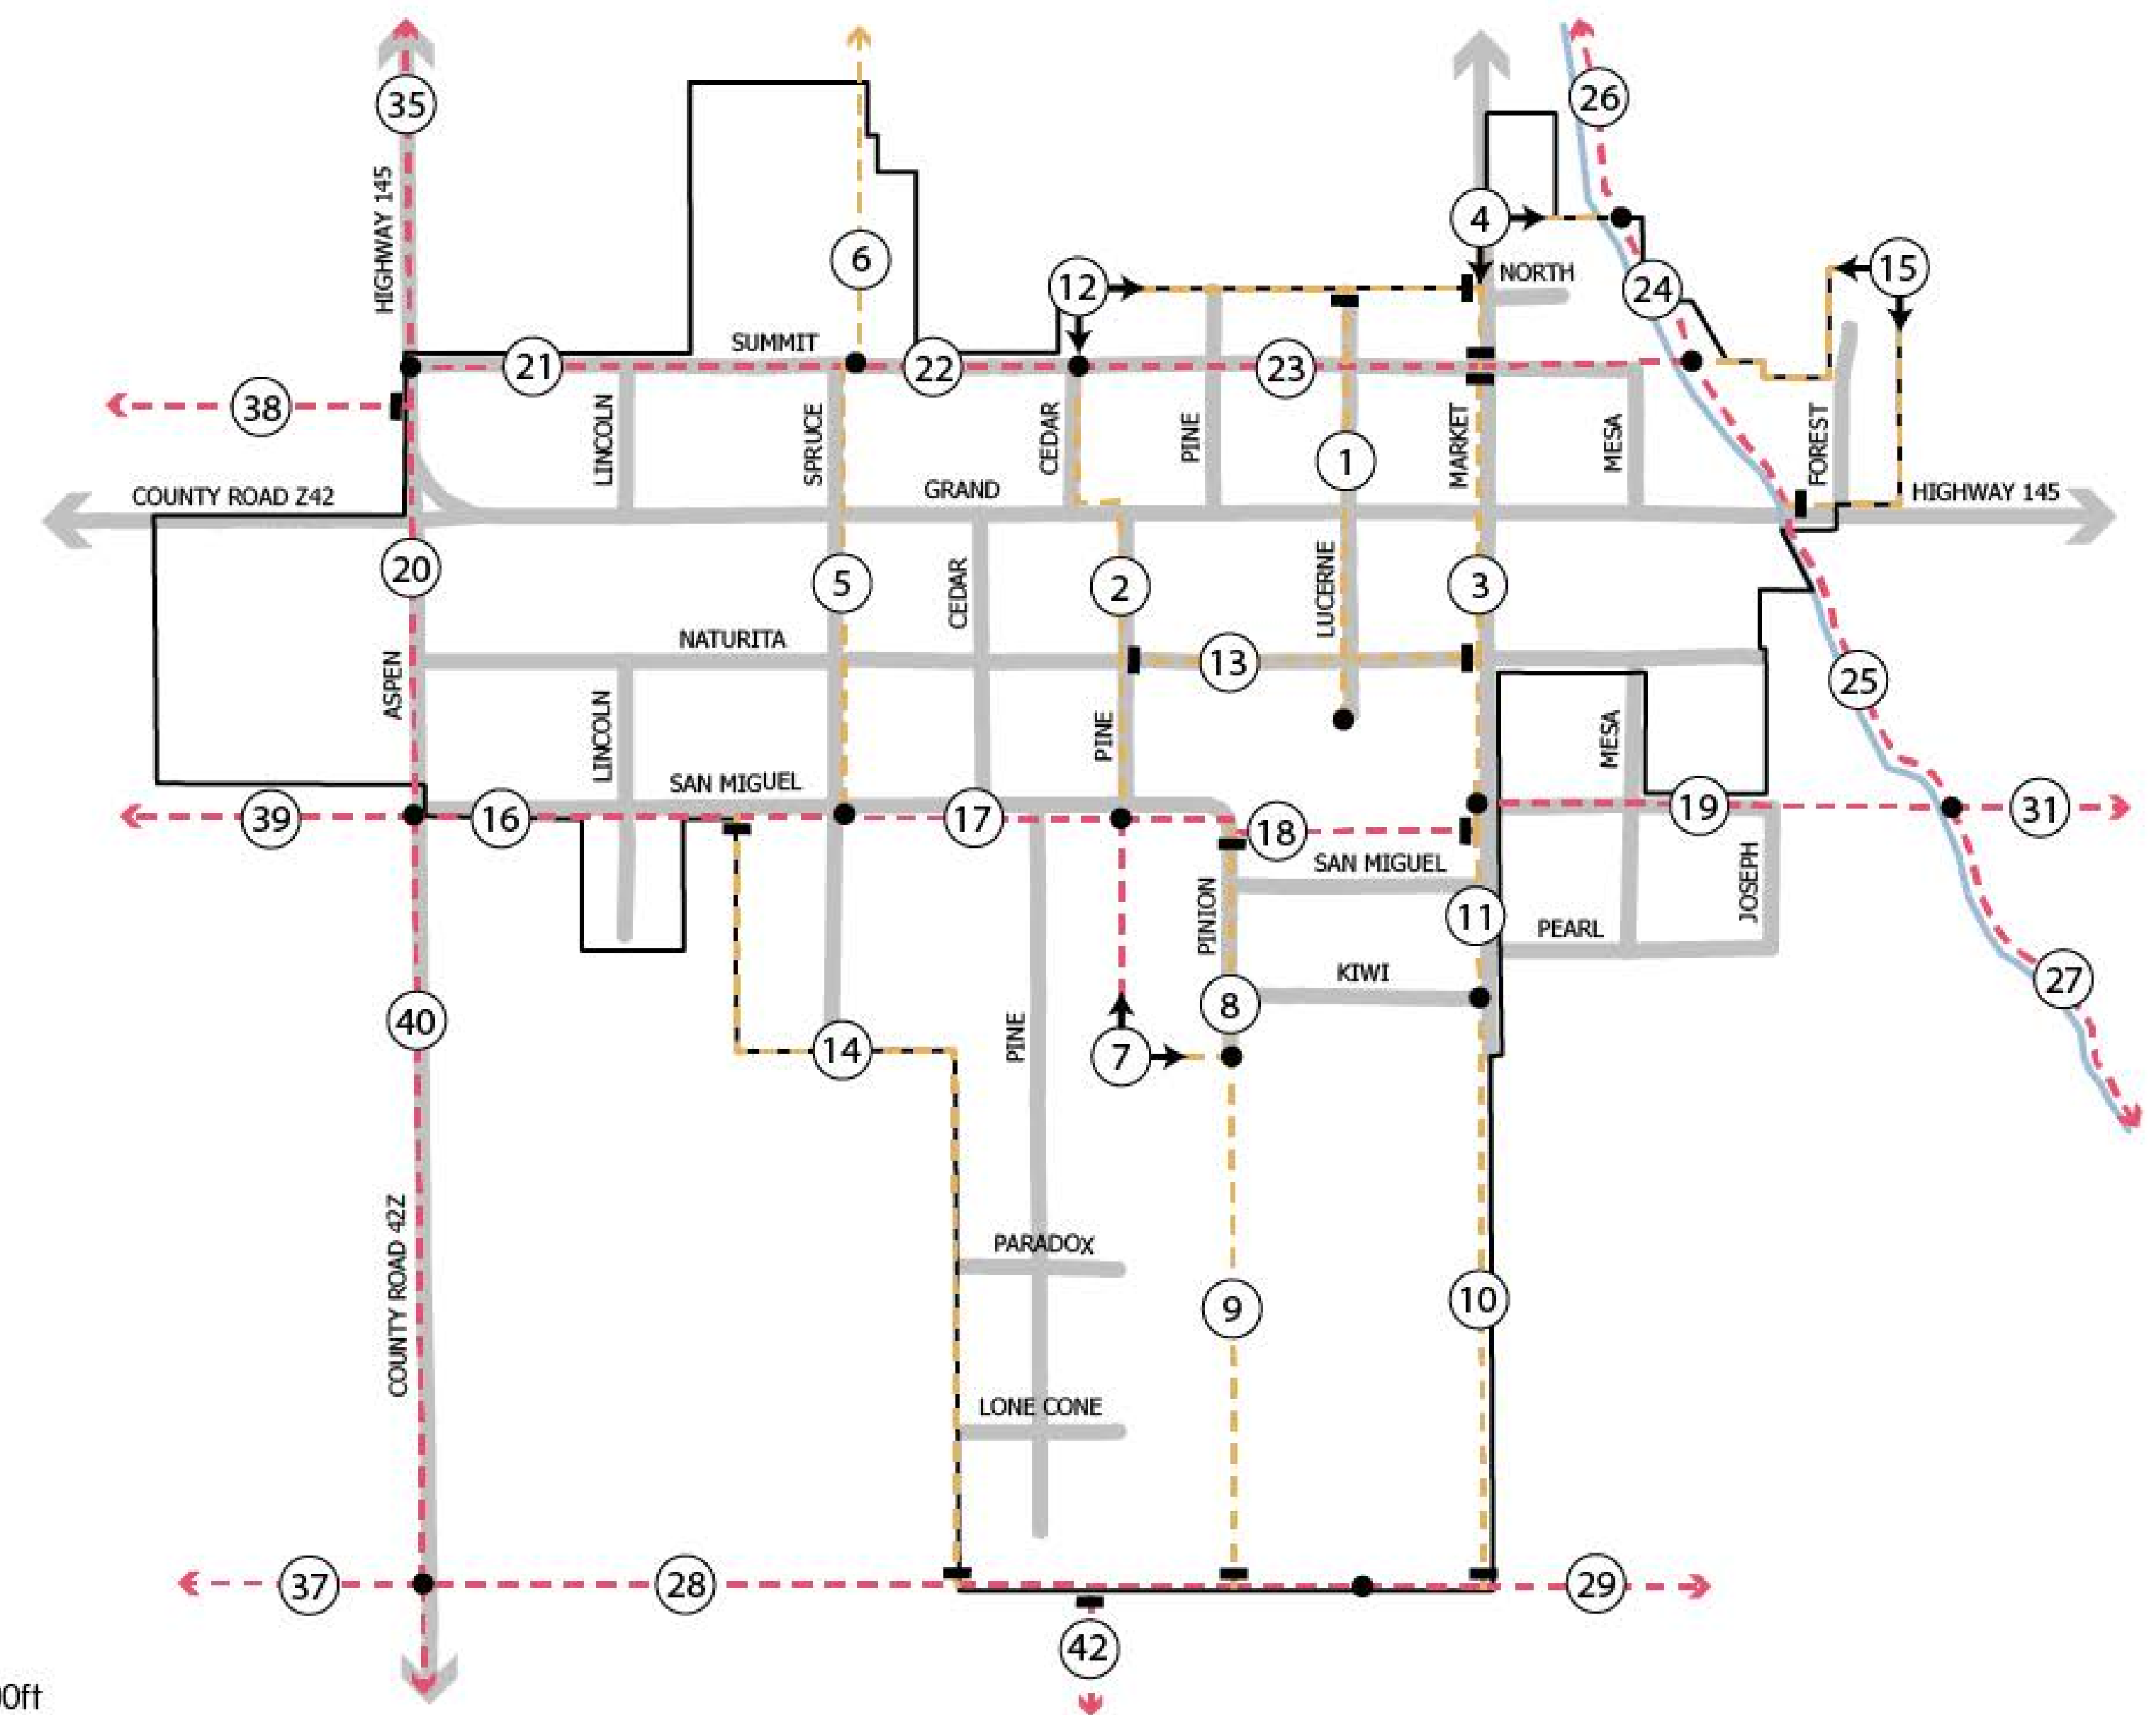 35
26
HIGHWAY 145
4
6
12
NORTH
24
15
SUMMIT
21
22
23
38
LINCOLN
SPRUCE
CEDAR
PINE
1
MARKET
MESA
FOREST
COUNTY ROAD Z42
GRAND
HIGHWAY 145
20
5
CEDAR
2
LUCERNE
3
NATURITA
13
ASPEN
LINCOLN
PINE
MESA
25
SAN MIGUEL
39
16
17
18
19
31
SAN MIGUEL
PINION
11
JOSEPH
PEARL
KIWI
27
40
8
14
PINE
7
COUNTY ROAD 42Z
PARADOX
9
10
LONE CONE
37
28
29
42
00ft